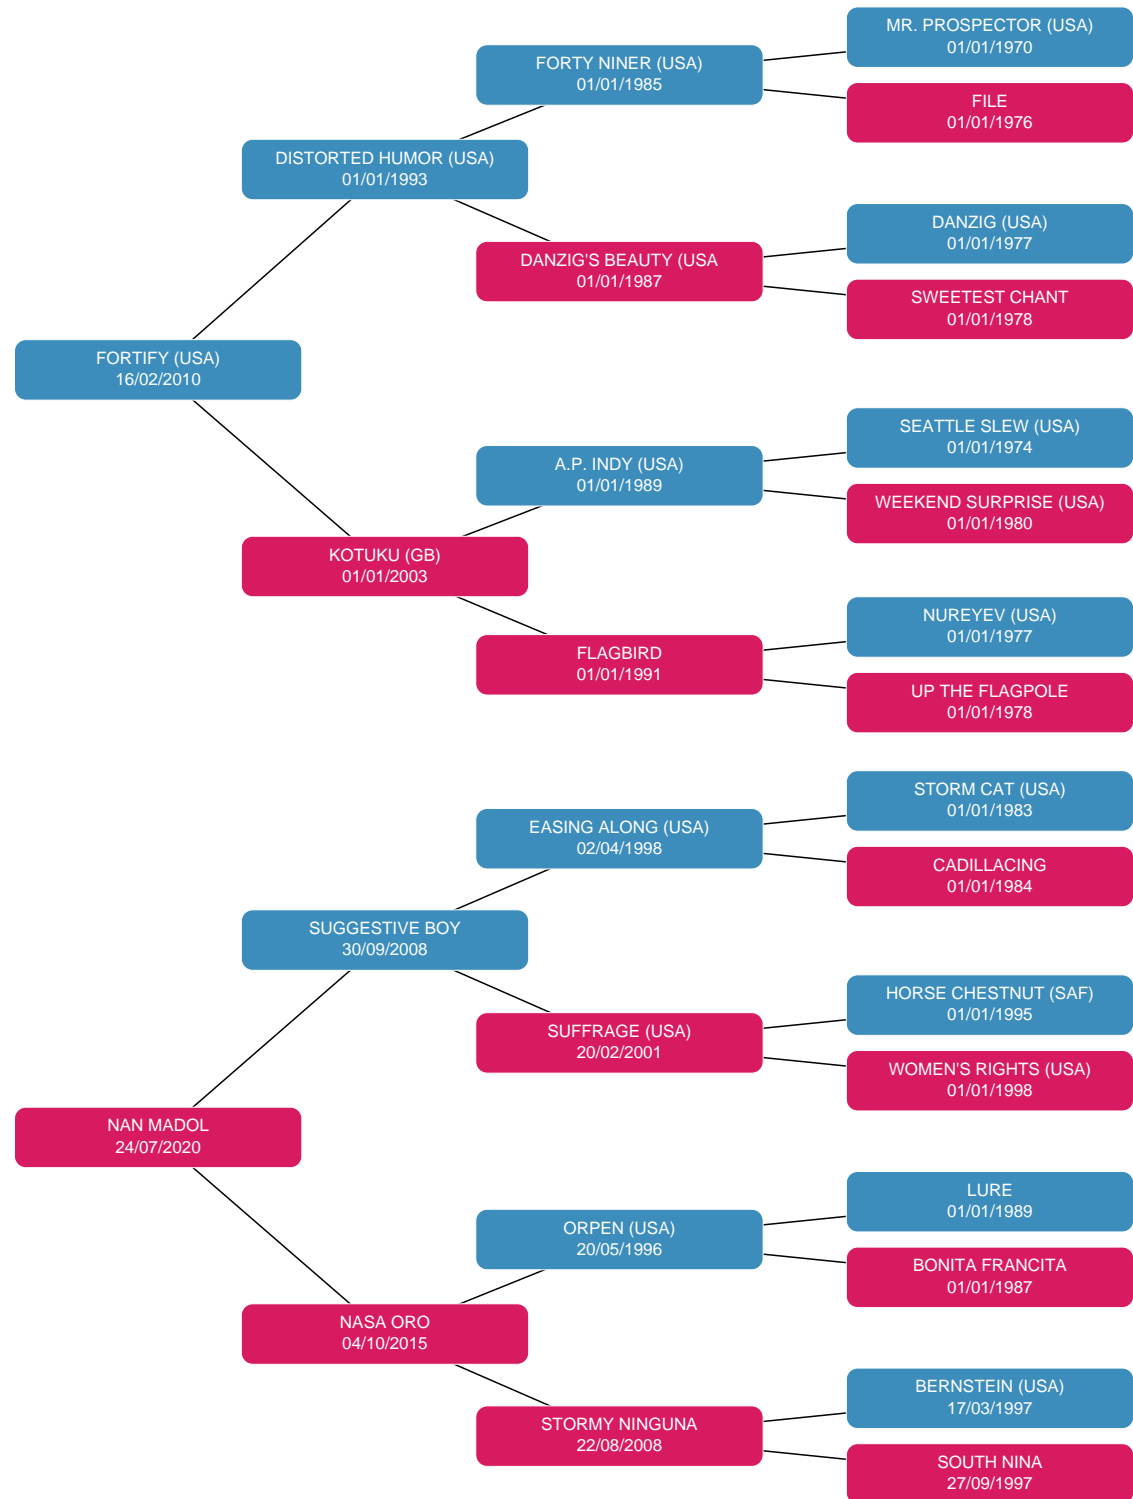 MR. PROSPECTOR (USA)
01/01/1970
FORTY NINER (USA)
01/01/1985
FILE
01/01/1976
DISTORTED HUMOR (USA)
01/01/1993
DANZIG (USA)
01/01/1977
DANZIG'S BEAUTY (USA
01/01/1987
SWEETEST CHANT
01/01/1978
FORTIFY (USA)
16/02/2010
SEATTLE SLEW (USA)
01/01/1974
A.P. INDY (USA)
01/01/1989
WEEKEND SURPRISE (USA)
01/01/1980
KOTUKU (GB)
01/01/2003
NUREYEV (USA)
01/01/1977
FLAGBIRD
01/01/1991
UP THE FLAGPOLE
01/01/1978
STORM CAT (USA)
01/01/1983
EASING ALONG (USA)
02/04/1998
CADILLACING
01/01/1984
SUGGESTIVE BOY
30/09/2008
HORSE CHESTNUT (SAF)
01/01/1995
SUFFRAGE (USA)
20/02/2001
WOMEN'S RIGHTS (USA)
01/01/1998
NAN MADOL
24/07/2020
LURE
01/01/1989
ORPEN (USA)
20/05/1996
BONITA FRANCITA
01/01/1987
NASA ORO
04/10/2015
BERNSTEIN (USA)
17/03/1997
STORMY NINGUNA
22/08/2008
SOUTH NINA
27/09/1997